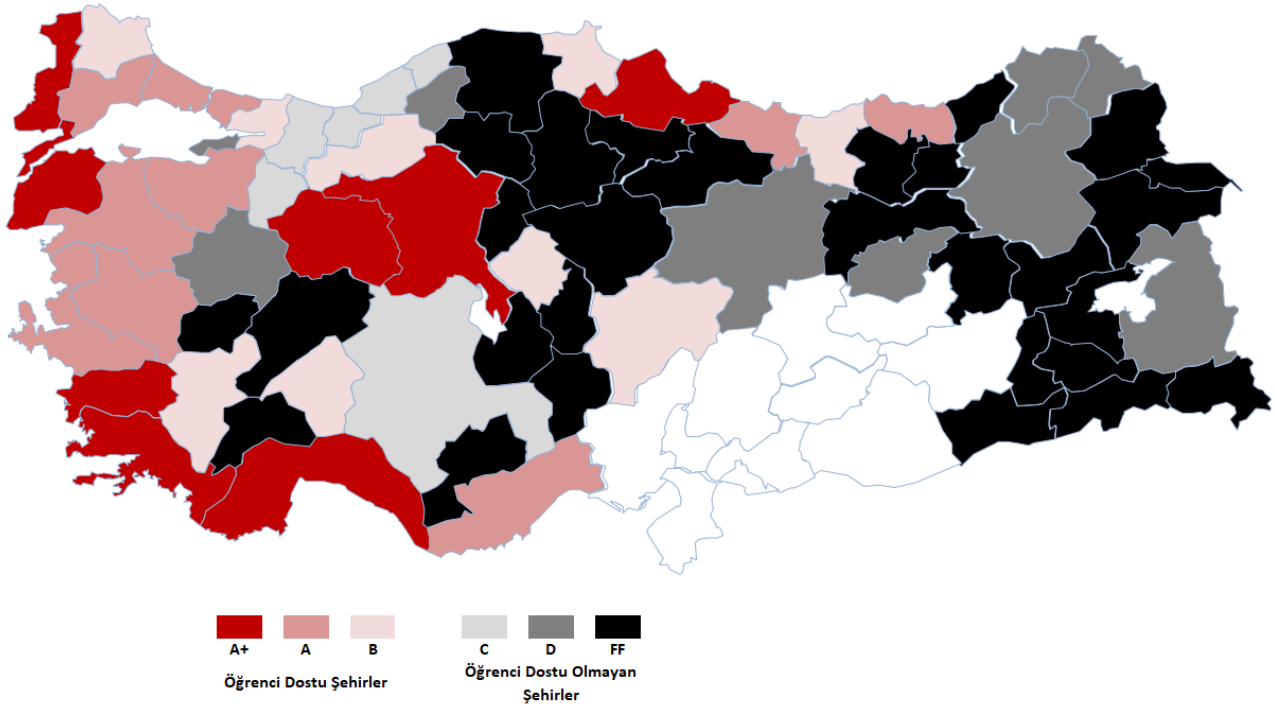 A+ A B C D FF
Öğrenci Dostu Şehirler
Öğrenci Dostu Olmayan
Şehirler